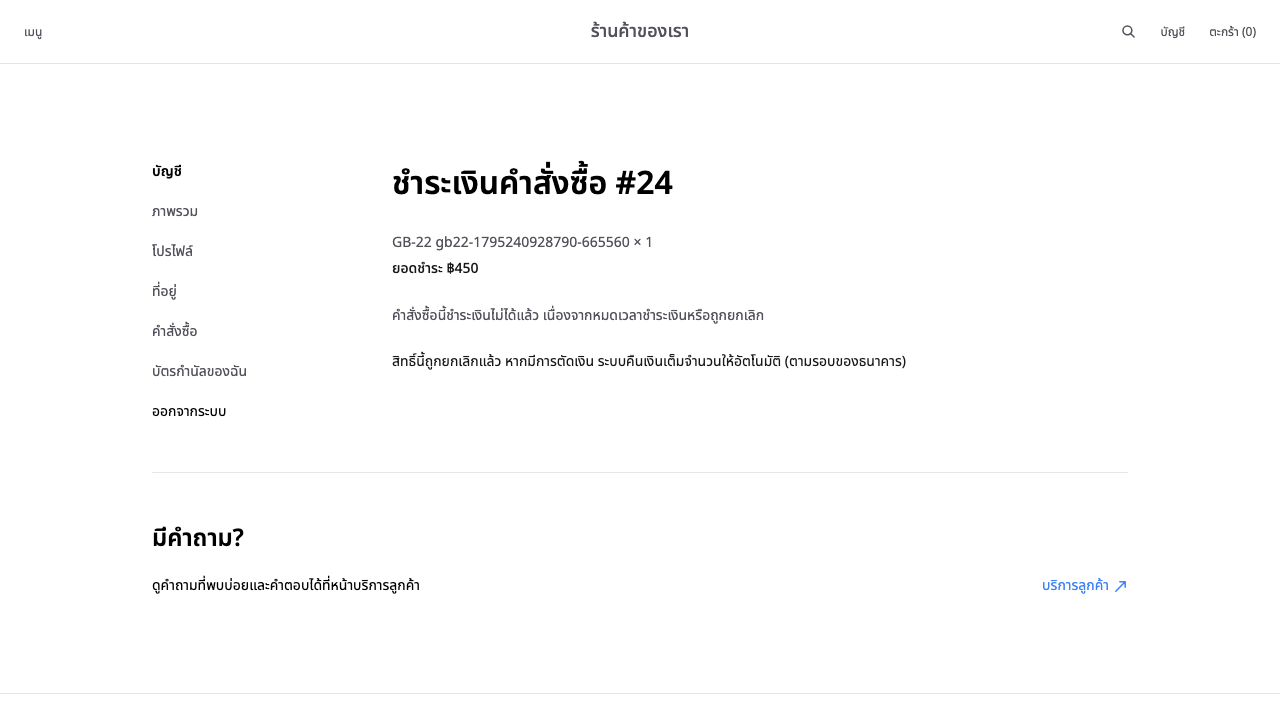 เมนู
ร้านค้าของเรา
บัญชี
ตะกร้า (0)
บัญชี
ภาพรวม
โปรไฟล์
ที่อยู่
คำสั่งซื้อ
บัตรกำนัลของฉัน
ออกจากระบบ
ชำระเงินคำสั่งซื้อ #24
GB-22 gb22-1795240928790-665560 × 1
ยอดชำระ ฿450
คำสั่งซื้อนี้ชำระเงินไม่ได้แล้ว เนื่องจากหมดเวลาชำระเงินหรือถูกยกเลิก
สิทธิ์นี้ถูกยกเลิกแล้ว หากมีการตัดเงิน ระบบคืนเงินเต็มจำนวนให้อัตโนมัติ (ตามรอบของธนาคาร)
มีคำถาม?
ดูคำถามที่พบบ่อยและคำตอบได้ที่หน้าบริการลูกค้า
บริการลูกค้า